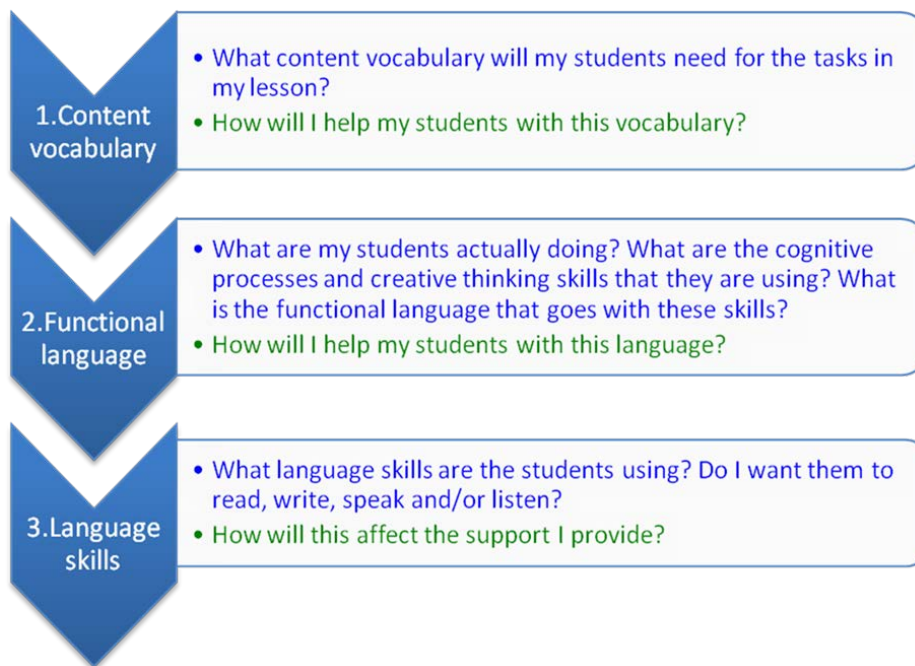 1.Content
vocabulary
• What content vocabulary will my students need for the tasks in
my lesson?
• How will I help my students with this vocabulary?
2.Functional
language
• What are my students actually doing? What are the cognitive
processes and creative thinking skills that they are using? What
is the functional language that goes with these skills?
• How will I help my students with this language?
3.Language
skills
• What language skills are the students using? Do I want them to
read, write, speak and/or listen?
• How will this affect the support I provide?